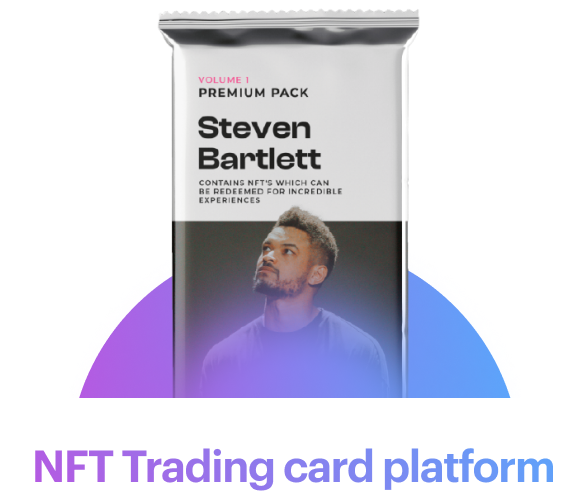 VOLUME 1
PREMIUM PACK
Steven
Bartlett
CONTAINS NFT'S WHICH CAN
BE REDEEMED FOR INCREDIBLE
EXPERIENCES
NFT Trading card platform